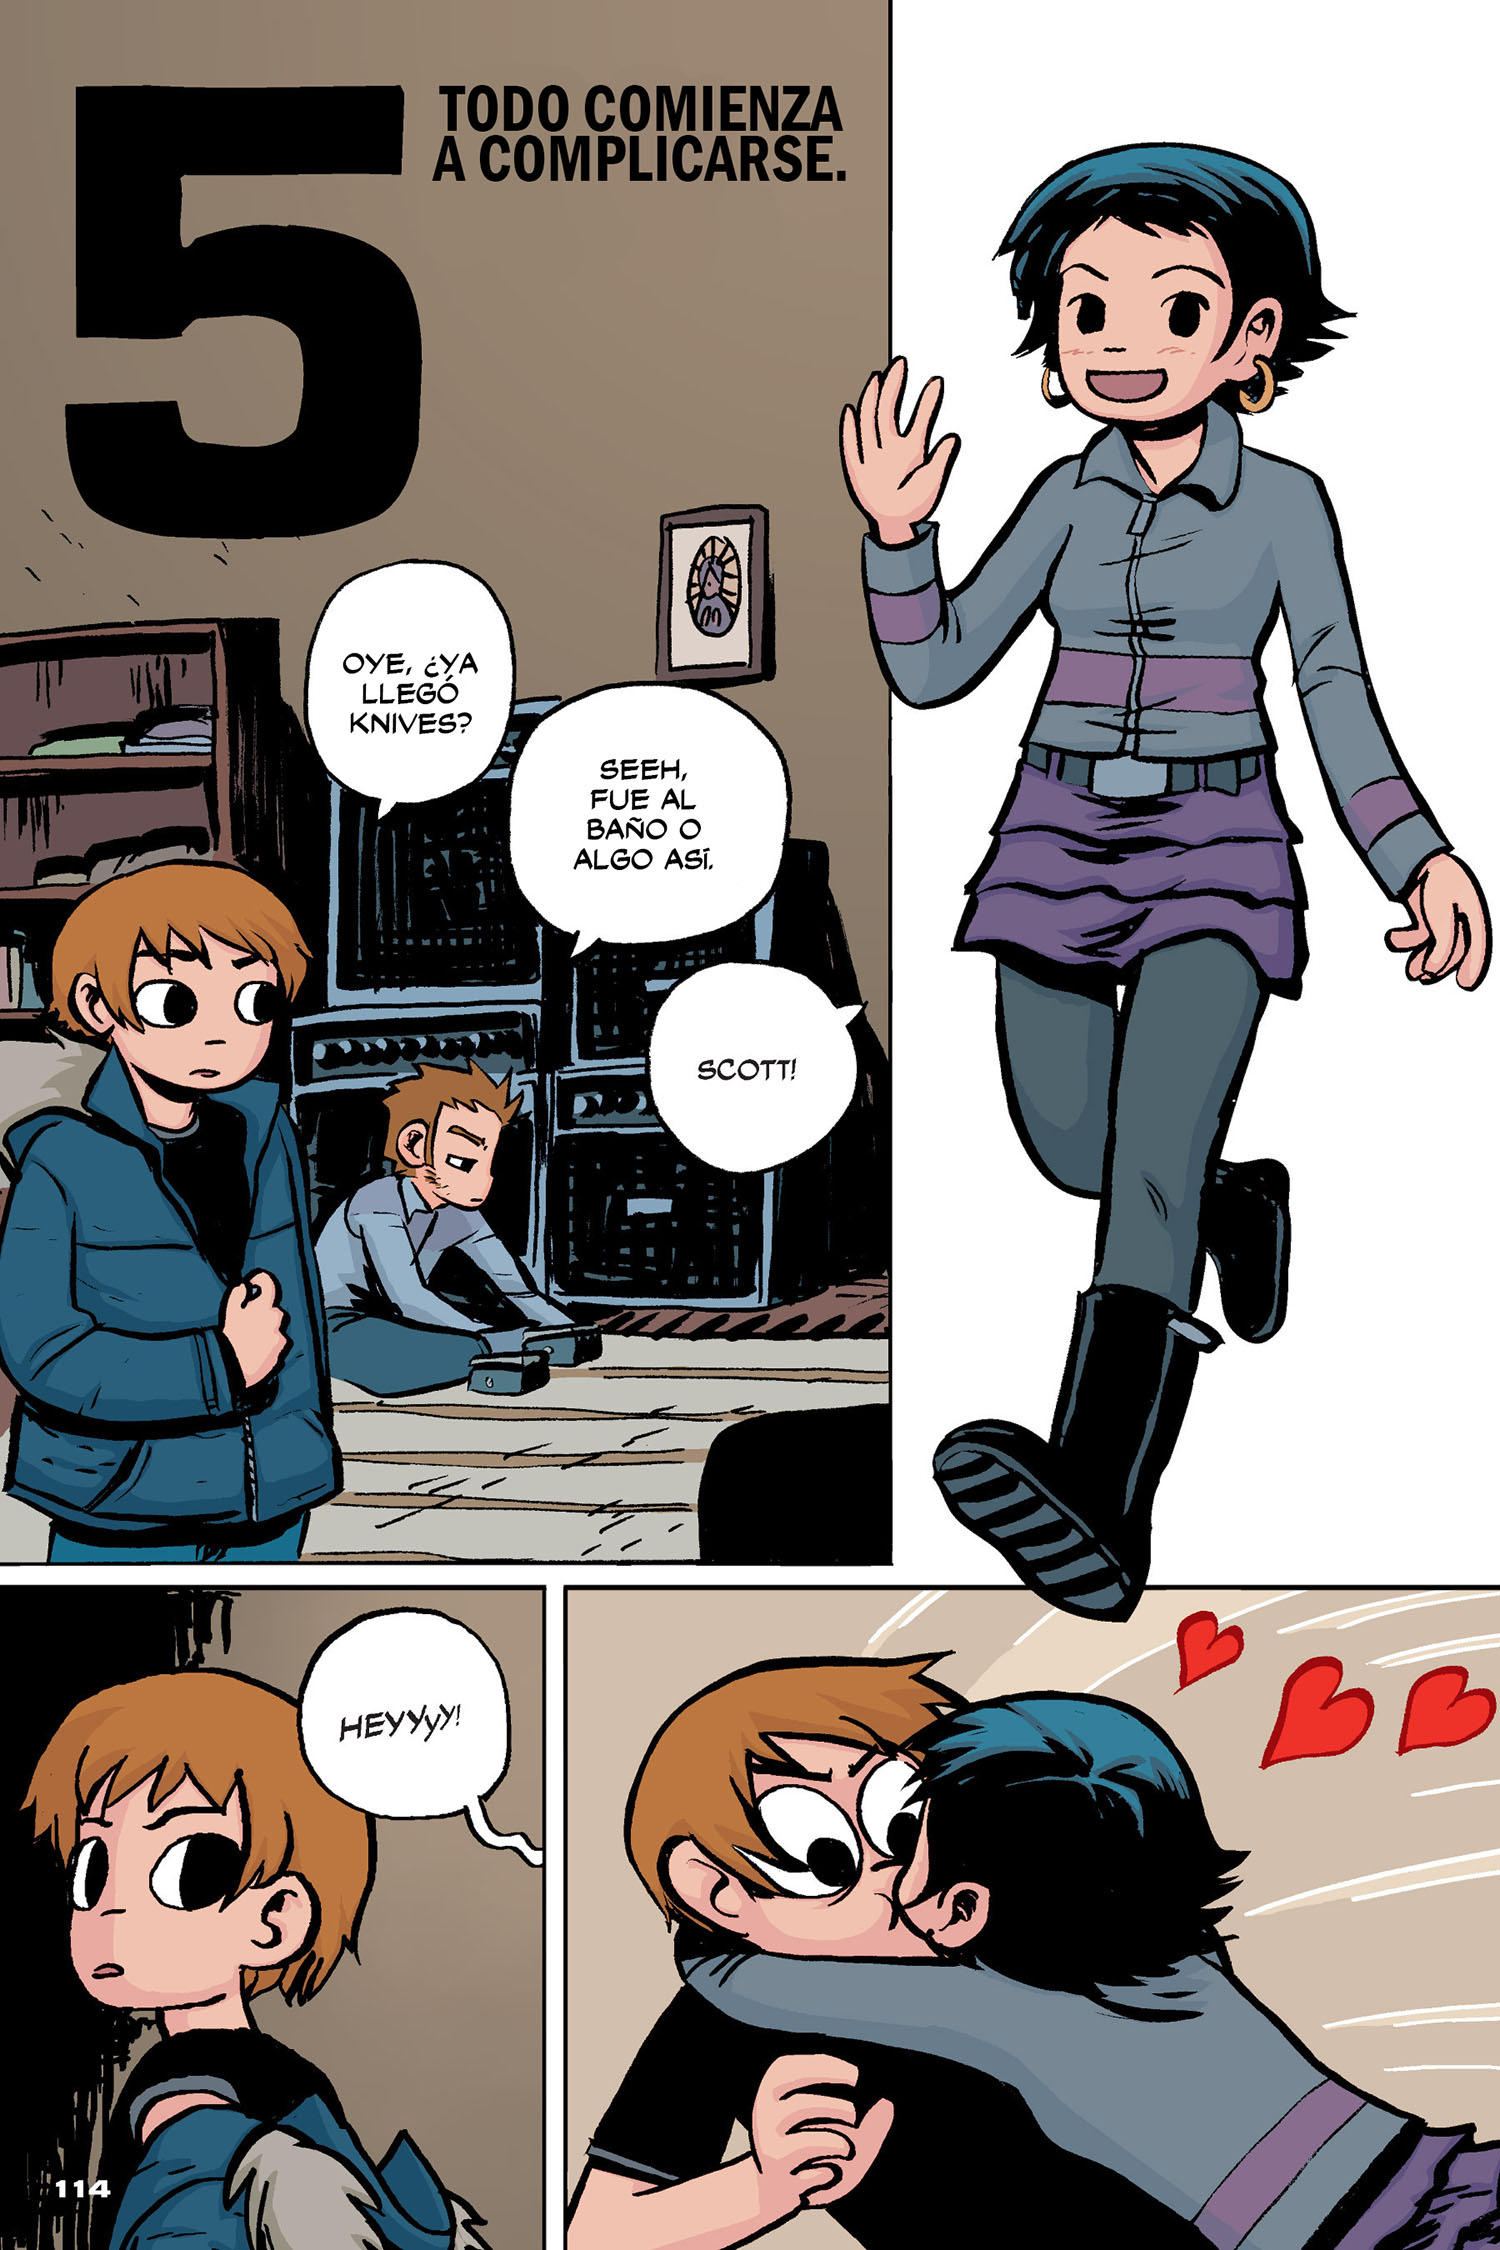 5
TODO COMIENZA
A COMPLICARSE.
OYE, ¿YA
LLEGÓ
KNIVES?
SEEH,
FUE AL
BAÑO O
ALGO ASÍ.
SCOTT!
HEYYyY!
114